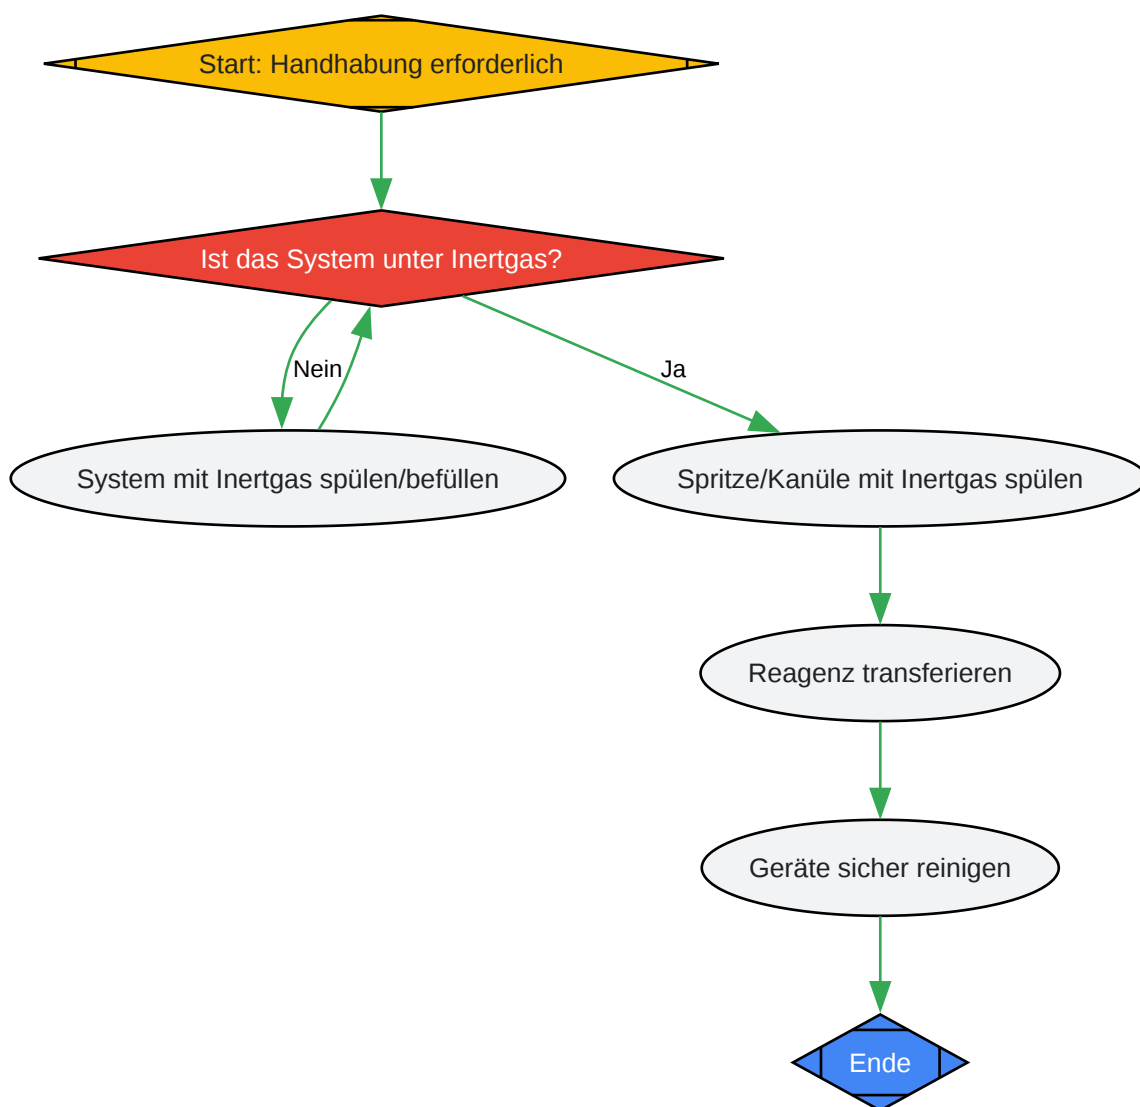 Start: Handhabung erforderlich
Ist das System unter Inertgas?
Nein
Ja
System mit Inertgas spülen/befüllen
Spritze/Kanüle mit Inertgas spülen
Reagenz transferieren
Geräte sicher reinigen
Ende